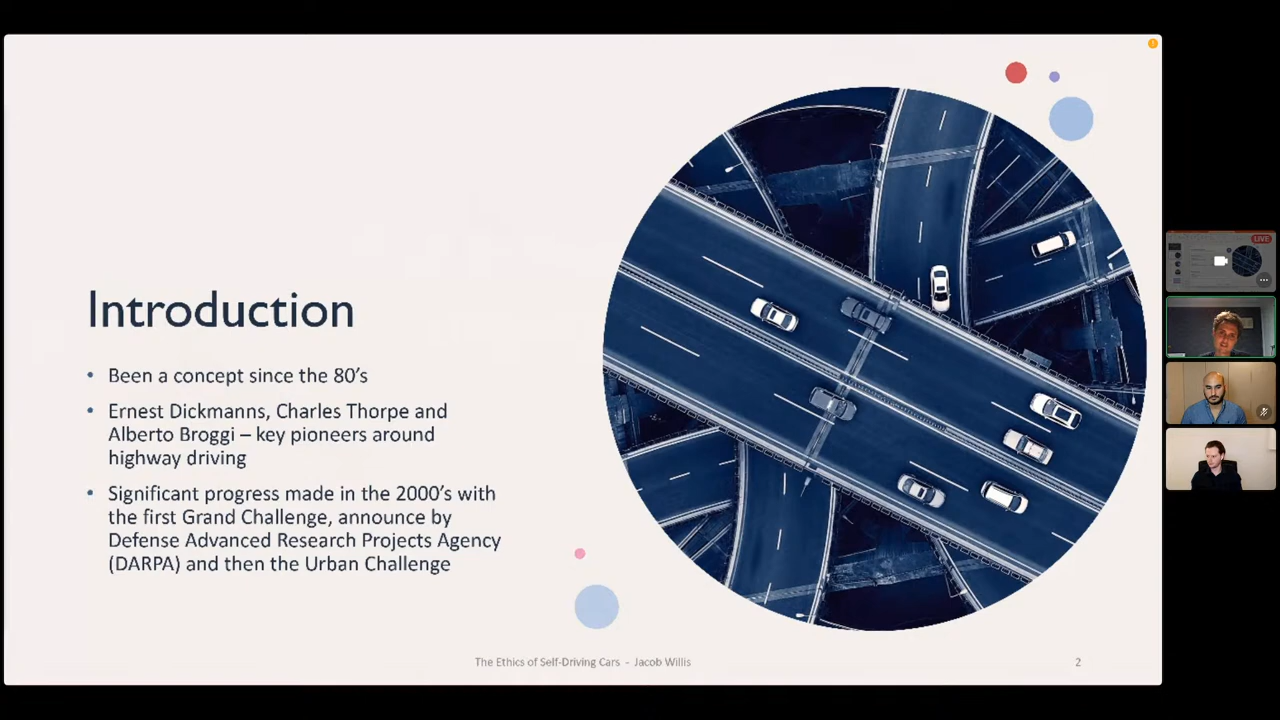 LIVE
Introduction
• Been a concept since the 80's
• Ernest Dickmanns, Charles Thorpe and
Alberto Broggi – key pioneers around
highway driving
• Significant progress made in the 2000's with
the first Grand Challenge, announce by
Defense Advanced Research Projects Agency
(DARPA) and then the Urban Challenge
The Ethics of Self-Driving Cars - Jacob Willis
2